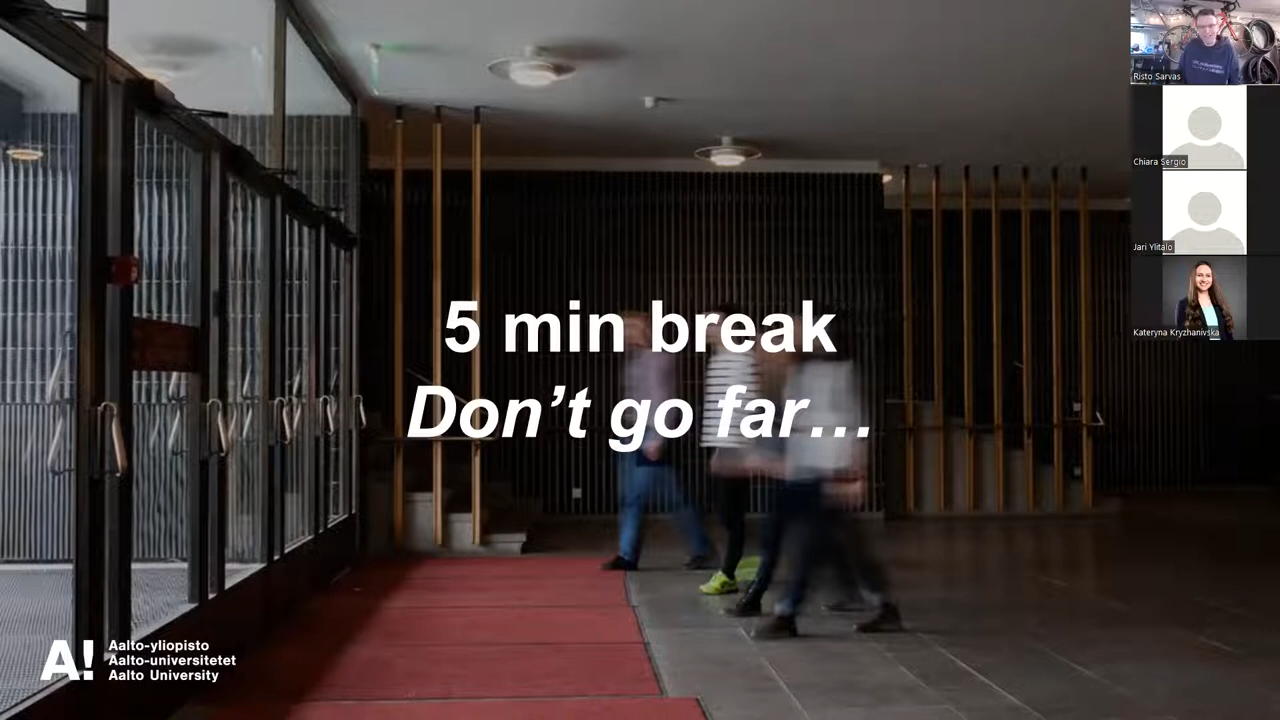 5 min break
Don't go far…
A! Aalto-yliopisto
Aalto-universitetet
Aalto University
Risto Sarvas
Chiara Sergio
Jari Ylitalo
Kateryna Kryzhanivska